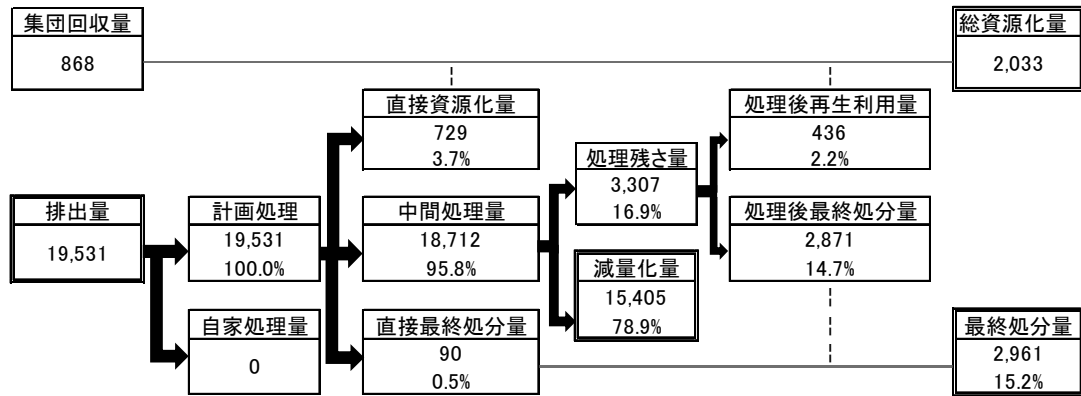 集団回収量
868
総資源化量
2,033
直接資源化量
729
3.7%
処理後再生利用量
436
2.2%
処理残さ量
3,307
16.9%
排出量
19,531
計画処理
19,531
100.0%
中間処理量
18,712
95.8%
処理後最終処分量
2,871
14.7%
減量化量
15,405
78.9%
自家処理量
0
直接最終処分量
90
0.5%
最終処分量
2,961
15.2%